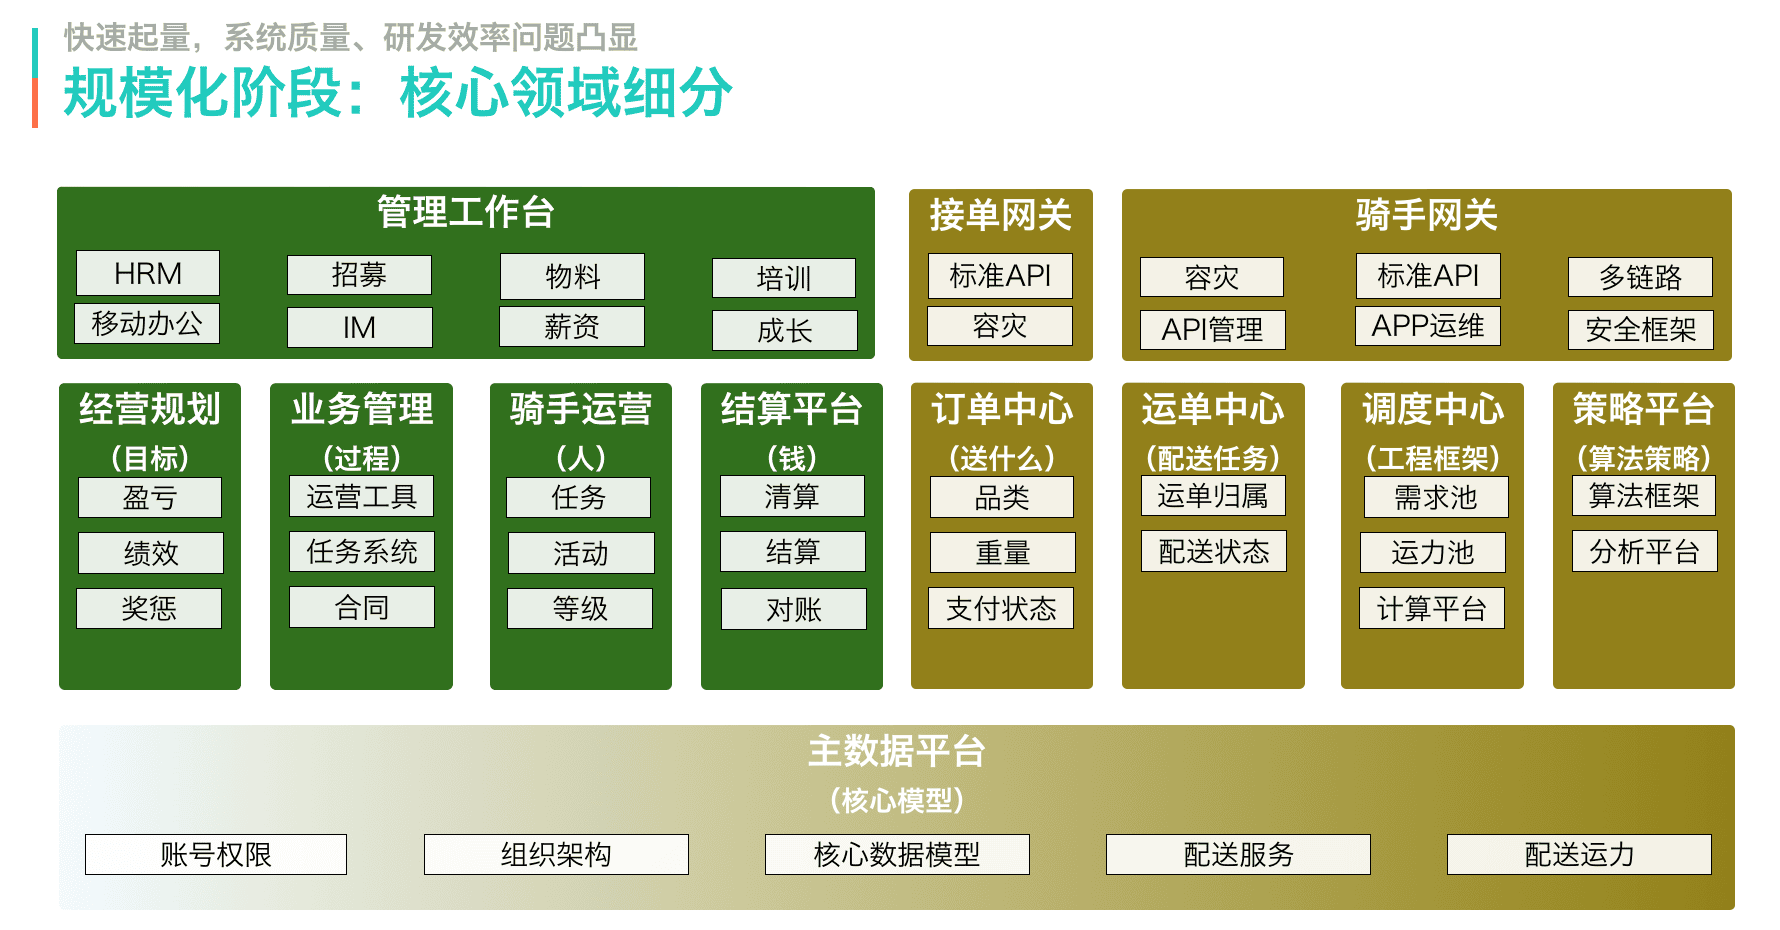 快速起量，系统质量、研发效率问题凸显
规模化阶段：核心领域细分
管理工作台
HRM
招募
物料
培训
移动办公
IM
薪资
成长
接单网关
标准API
容灾
骑手网关
容灾
标准API
多链路
API管理
APP运维
安全框架
经营规划
（目标）
盈亏
绩效
奖惩
业务管理
（过程）
运营工具
任务系统
合同
骑手运营
（人）
任务
活动
等级
结算平台
（钱）
清算
结算
对账
订单中心
（送什么）
品类
重量
支付状态
运单中心
（配送任务）
运单归属
配送状态
调度中心
（工程框架）
需求池
运力池
计算平台
策略平台
（算法策略）
算法框架
分析平台
主数据平台
（核心模型）
账号权限
组织架构
核心数据模型
配送服务
配送运力